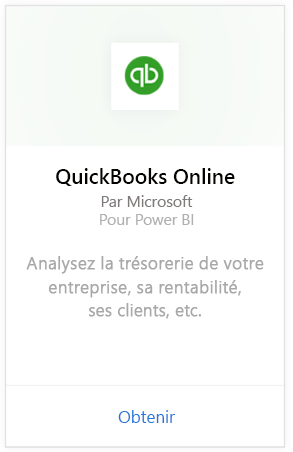 qb
QuickBooks Online
Par Microsoft
Pour Power BI
Analysez la trésorerie de votre
entreprise, sa rentabilité,
ses clients, etc.
Obtenir